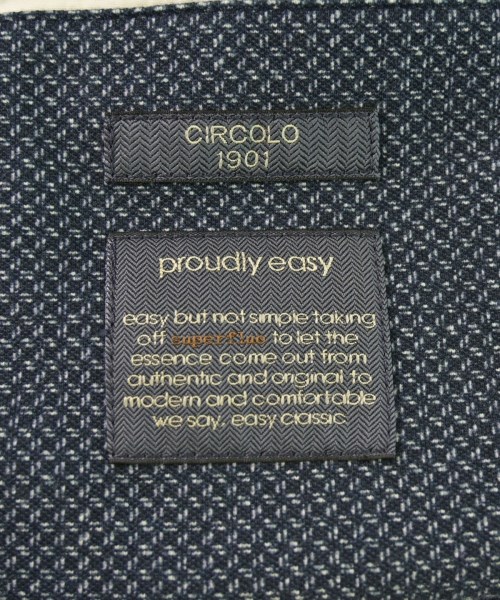 CIRCOLO
1901
proudly easy
easy but not simple taking
off superfluo to let the
essence come out from
authentic and original to
modern and comfortable
we say, easy classic